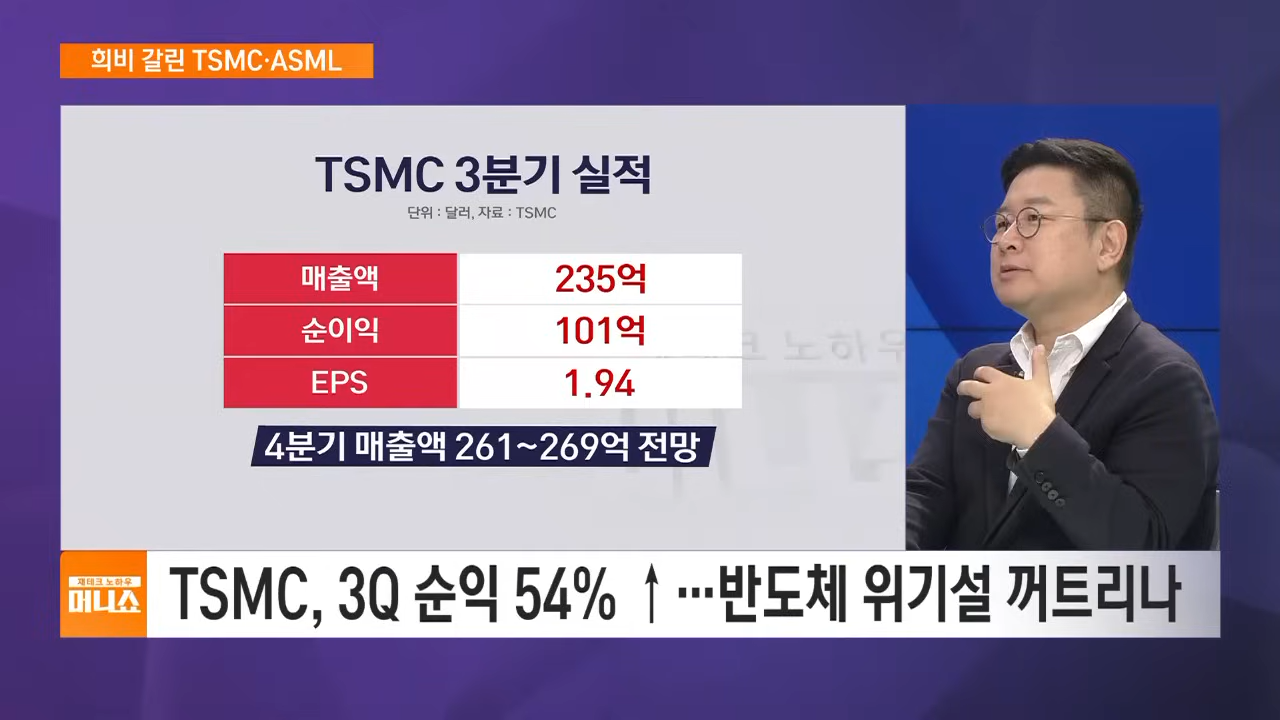 희비 갈린 TSMC·ASML
TSMC 3분기 실적
단위 : 달러, 자료 : TSMC
매출액 235억
순이익 101억
EPS 1.94
4분기 매출액 261~269억 전망
재테크 노하우
머니쇼
TSMC, 3Q 순익 54% ↑…반도체 위기설 꺼트리나